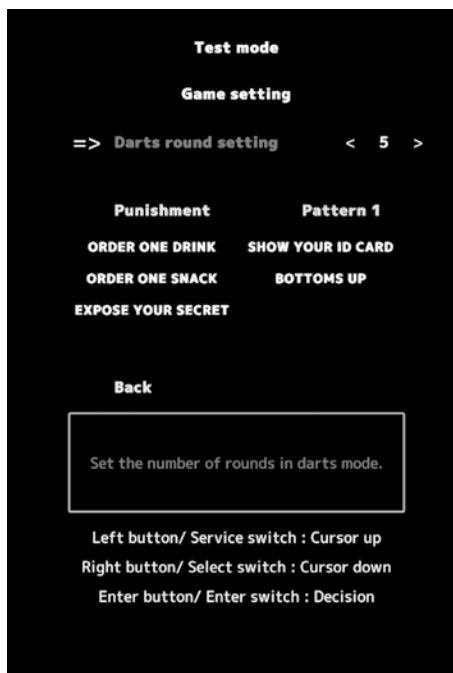 Test mode
Game setting
=> Darts round setting < 5 >
Punishment Pattern 1
ORDER ONE DRINK SHOW YOUR ID CARD
ORDER ONE SNACK BOTTOMS UP
EXPOSE YOUR SECRET
Back
Set the number of rounds in darts mode.
Left button/ Service switch : Cursor up
Right button/ Select switch : Cursor down
Enter button/ Enter switch : Decision